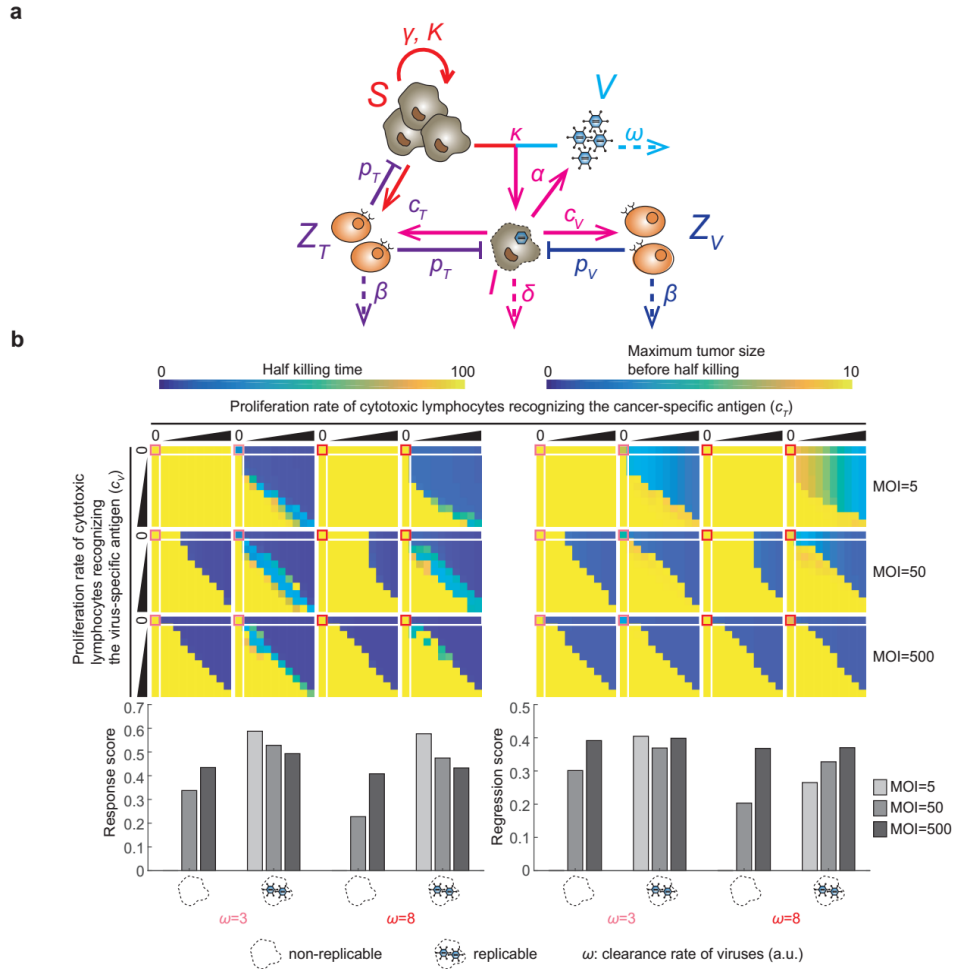 a
γ, K
S
V
κ
ω
p_T
α
c_T
c_V
Z_T
Z_V
p_T
p_V
β
δ
β
b
0 Half killing time 100
Maximum tumor size
0 before half killing 10
Proliferation rate of cytotoxic lymphocytes recognizing the cancer-specific antigen (c_T)
0 0 0 0 0 0 0 0
Proliferation rate of cytotoxic
lymphocytes recognizing
the virus-specific antigen (c_V)
0
0
0
MOI=5
MOI=50
MOI=500
Response score
0.7
0.6
0.5
0.4
0.3
0.2
0.1
0
ω=3 ω=8
Regression score
0.5
0.4
0.3
0.2
0.1
0
ω=3 ω=8
MOI=5
MOI=50
MOI=500
non-replicable replicable ω: clearance rate of viruses (a.u.)